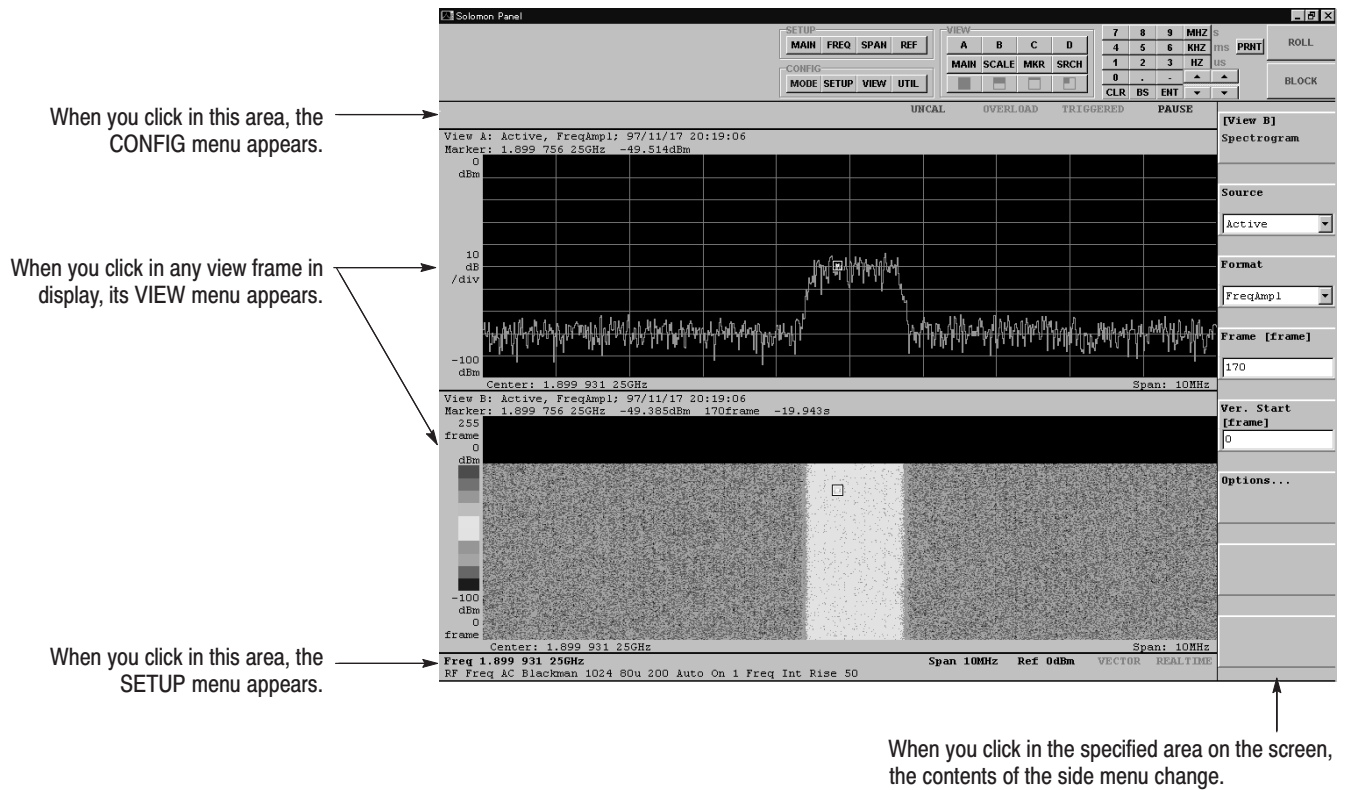 Solomon Panel
SETUP
MAIN FREQ SPAN REF
CONFIG
MODE SETUP VIEW UTIL
VIEW
A B C D
MAIN SCALE MKR SRCH
7 8 9 MHZ s
4 5 6 KHZ ms PRNT
1 2 3 HZ us
0 . -
CLR BS ENT
ROLL
BLOCK
UNCAL OVERLOAD TRIGGERED PAUSE
When you click in this area, the
CONFIG menu appears.
View A: Active, FreqAmpl; 97/11/17 20:19:06
Marker: 1.899 756 25GHz -49.514dBm
0
dBm
10
dB
/div
-100
dBm
Center: 1.899 931 25GHz Span: 10MHz
When you click in any view frame in
display, its VIEW menu appears.
View B: Active, FreqAmpl; 97/11/17 20:19:06
Marker: 1.899 756 25GHz -49.385dBm 170frame -19.943s
255
frame
0
dBm
-100
dBm
0
frame
Center: 1.899 931 25GHz Span: 10MHz
When you click in this area, the
SETUP menu appears.
Freq 1.899 931 25GHz Span 10MHz Ref 0dBm VECTOR REALTIME
RF Freq AC Blackman 1024 80u 200 Auto On 1 Freq Int Rise 50
[View B]
Spectrogram
Source
Active
Format
FreqAmpl
Frame [frame]
170
Ver. Start
[frame]
0
Options...
When you click in the specified area on the screen,
the contents of the side menu change.